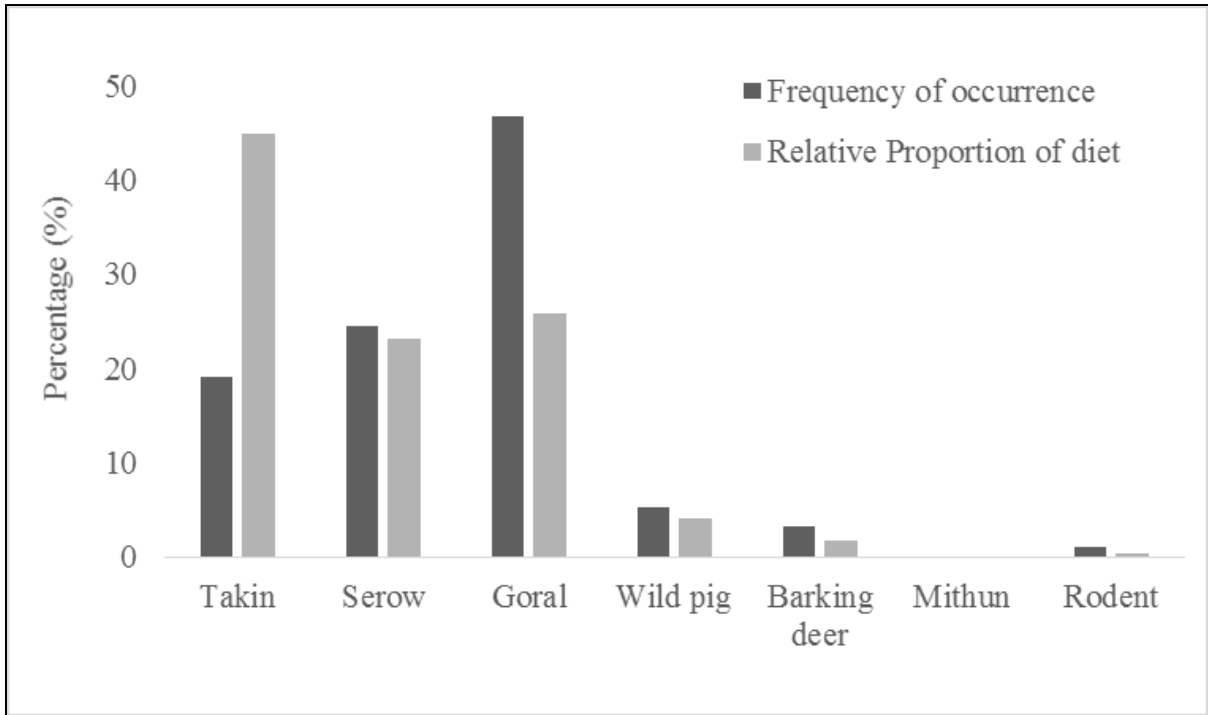 50
Frequency of occurrence
Relative Proportion of diet
40
30
20
10
0
Percentage (%)
Takin
Serow
Goral
Wild pig
Barking
deer
Mithun
Rodent